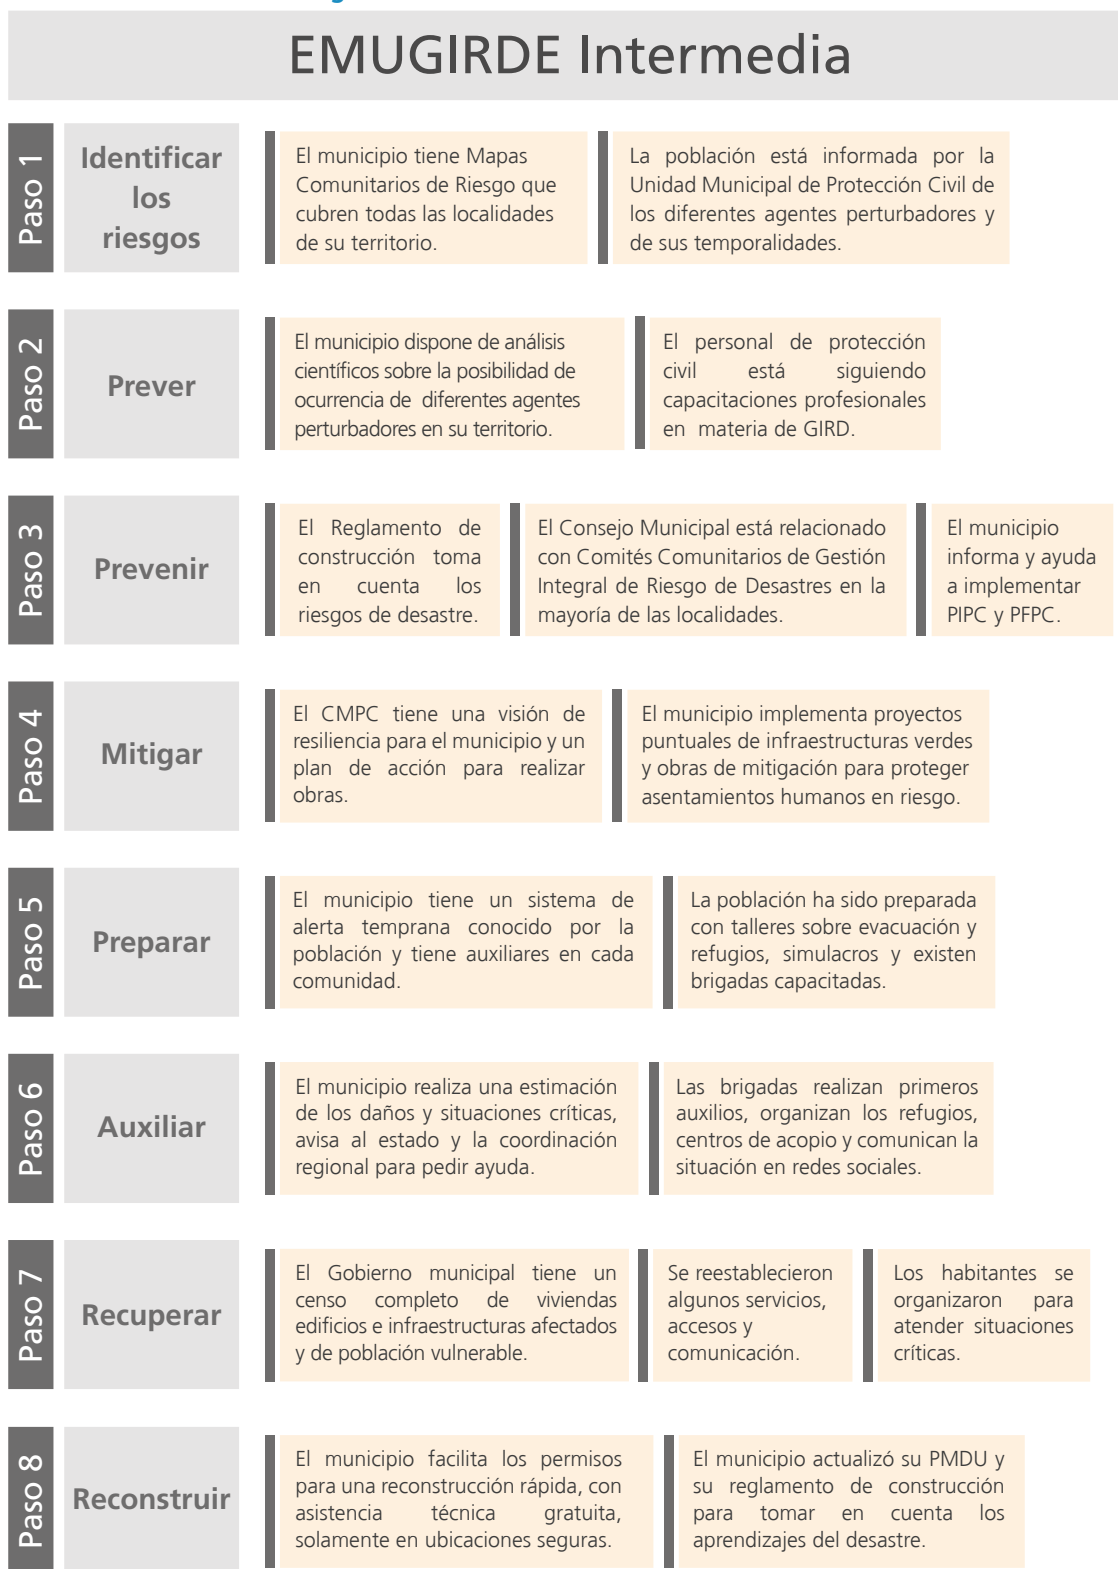 EMUGIRDE Intermedia
Paso 1
Identificar
los
riesgos
El municipio tiene Mapas
Comunitarios de Riesgo que
cubren todas las localidades
de su territorio.
La población está informada por la
Unidad Municipal de Protección Civil de
los diferentes agentes perturbadores y
de sus temporalidades.
Paso 2
Prever
El municipio dispone de análisis
científicos sobre la posibilidad de
ocurrencia de diferentes agentes
perturbadores en su territorio.
El personal de protección
civil está siguiendo
capacitaciones profesionales
en materia de GIRD.
Paso 3
Prevenir
El Reglamento de
construcción toma
en cuenta los
riesgos de desastre.
El Consejo Municipal está relacionado
con Comités Comunitarios de Gestión
Integral de Riesgo de Desastres en la
mayoría de las localidades.
El municipio
informa y ayuda
a implementar
PIPC y PFPC.
Paso 4
Mitigar
El CMPC tiene una visión de
resiliencia para el municipio y un
plan de acción para realizar
obras.
El municipio implementa proyectos
puntuales de infraestructuras verdes
y obras de mitigación para proteger
asentamientos humanos en riesgo.
Paso 5
Preparar
El municipio tiene un sistema de
alerta temprana conocido por la
población y tiene auxiliares en cada
comunidad.
La población ha sido preparada
con talleres sobre evacuación y
refugios, simulacros y existen
brigadas capacitadas.
Paso 6
Auxiliar
El municipio realiza una estimación
de los daños y situaciones críticas,
avisa al estado y la coordinación
regional para pedir ayuda.
Las brigadas realizan primeros
auxilios, organizan los refugios,
centros de acopio y comunican la
situación en redes sociales.
Paso 7
Recuperar
El Gobierno municipal tiene un
censo completo de viviendas
edificios e infraestructuras afectados
y de población vulnerable.
Se reestablecieron
algunos servicios,
accesos y
comunicación.
Los habitantes se
organizaron para
atender situaciones
críticas.
Paso 8
Reconstruir
El municipio facilita los permisos
para una reconstrucción rápida, con
asistencia técnica gratuita,
solamente en ubicaciones seguras.
El municipio actualizó su PMDU y
su reglamento de construcción
para tomar en cuenta los
aprendizajes del desastre.